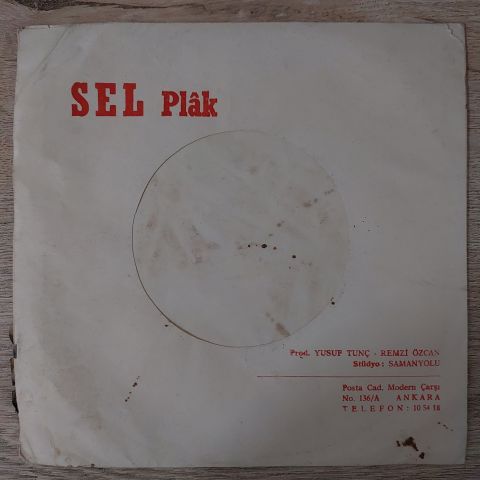 SEL Plâk
Prod. YUSUF TUNÇ - REMZİ ÖZCAN
Stüdyo : SAMANYOLU
Posta Cad. Modern Çarşı
No. 136/A ANKARA
TELEFON : 10 54 18